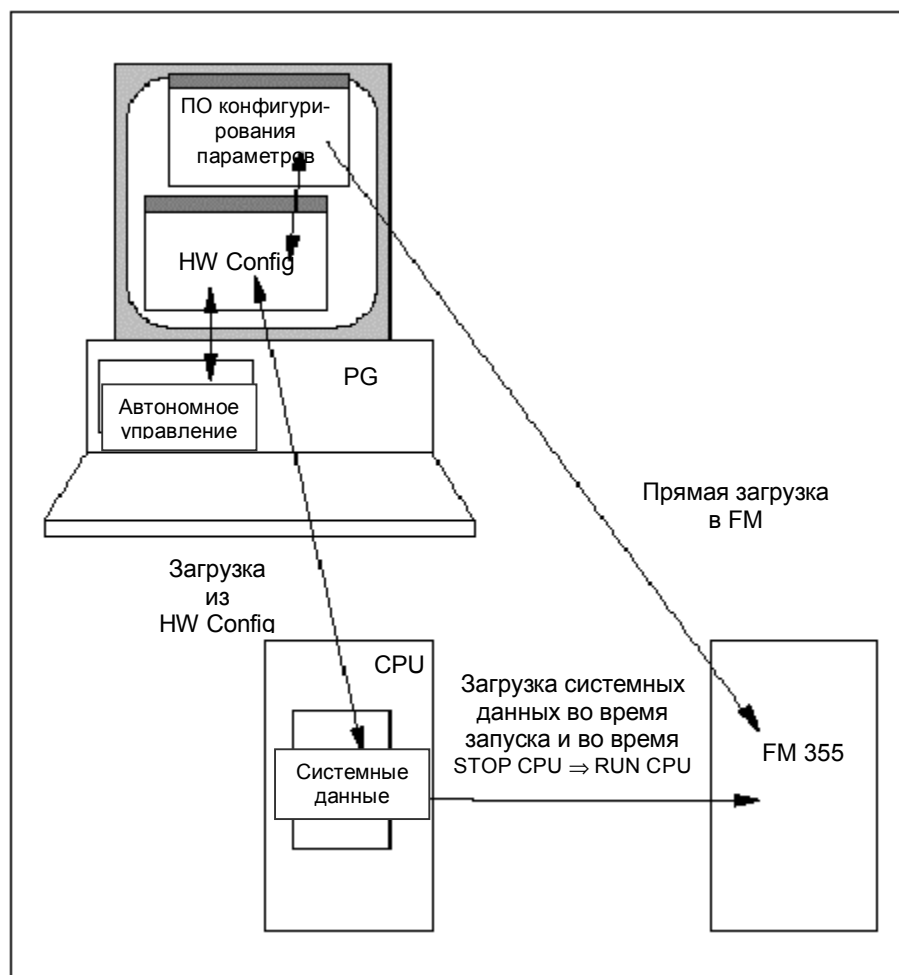 ПО конфигури-
рования
параметров
HW Config
PG
Автономное
управление
Прямая загрузка
в FM
Загрузка
из
HW Config
CPU
Загрузка системных
данных во время
запуска и во время
STOP CPU ⇒ RUN CPU
FM 355
Системные
данные